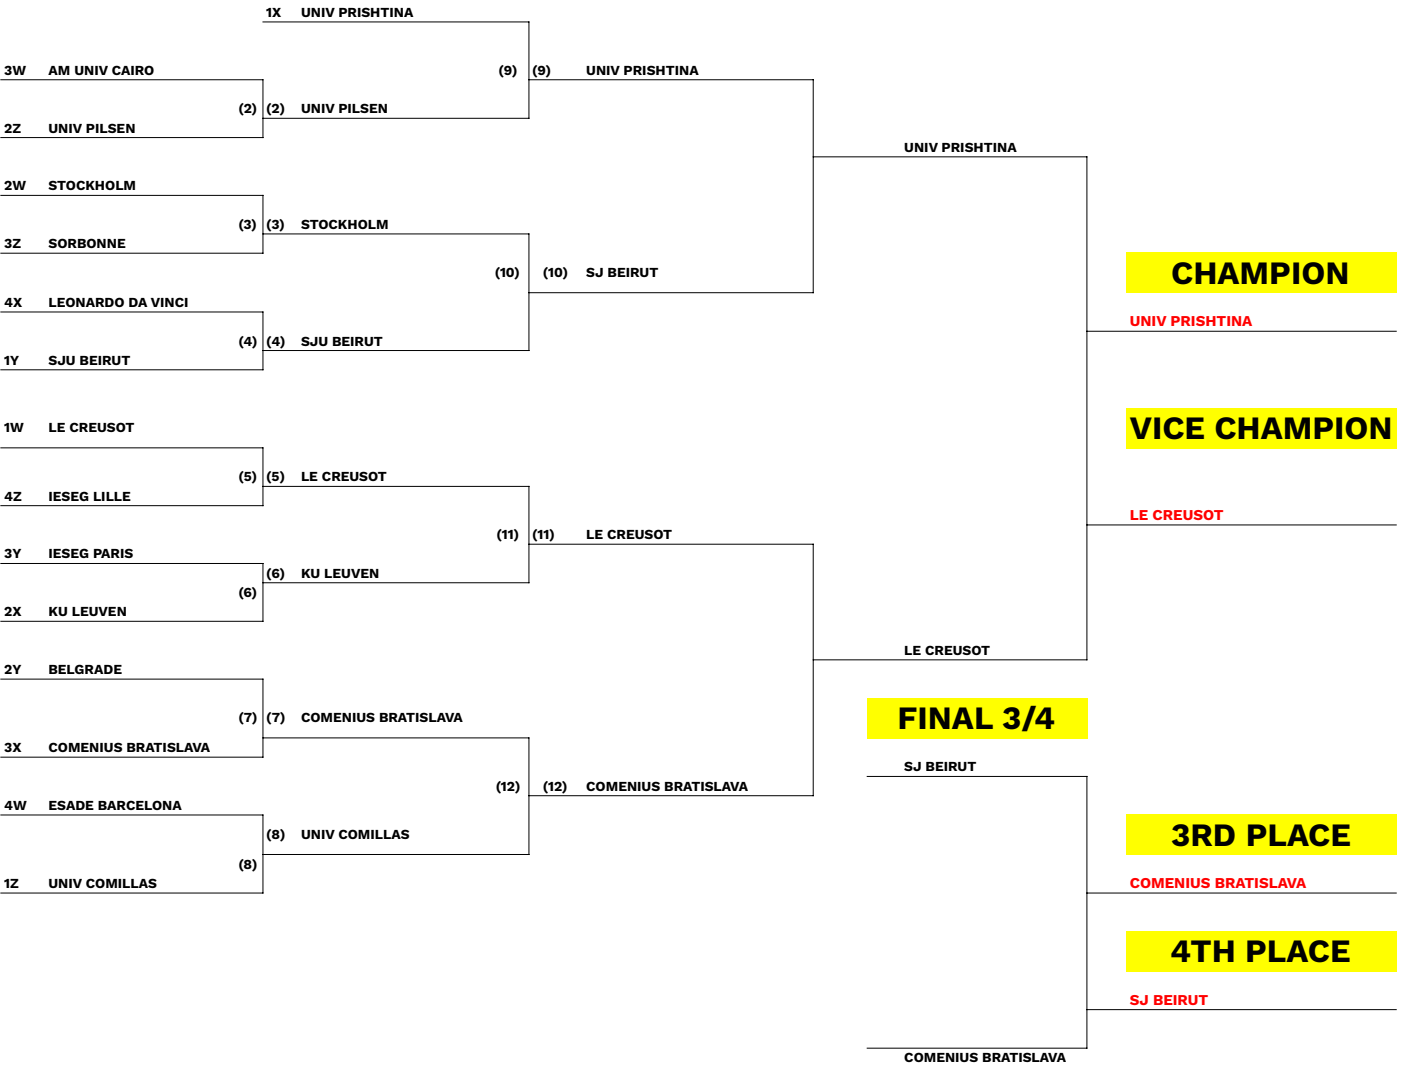 1X UNIV PRISHTINA
3W AM UNIV CAIRO
(9) (9) UNIV PRISHTINA
(2) (2) UNIV PILSEN
2Z UNIV PILSEN
UNIV PRISHTINA
2W STOCKHOLM
(3) (3) STOCKHOLM
3Z SORBONNE
(10) (10) SJ BEIRUT
CHAMPION
4X LEONARDO DA VINCI
UNIV PRISHTINA
(4) (4) SJU BEIRUT
1Y SJU BEIRUT
1W LE CREUSOT
VICE CHAMPION
(5) (5) LE CREUSOT
4Z IESEG LILLE
LE CREUSOT
(11) (11) LE CREUSOT
3Y IESEG PARIS
(6) KU LEUVEN
(6)
2X KU LEUVEN
LE CREUSOT
2Y BELGRADE
(7) (7) COMENIUS BRATISLAVA
FINAL 3/4
3X COMENIUS BRATISLAVA
SJ BEIRUT
(12) (12) COMENIUS BRATISLAVA
4W ESADE BARCELONA
(8) UNIV COMILLAS
3RD PLACE
(8)
1Z UNIV COMILLAS
COMENIUS BRATISLAVA
4TH PLACE
SJ BEIRUT
COMENIUS BRATISLAVA